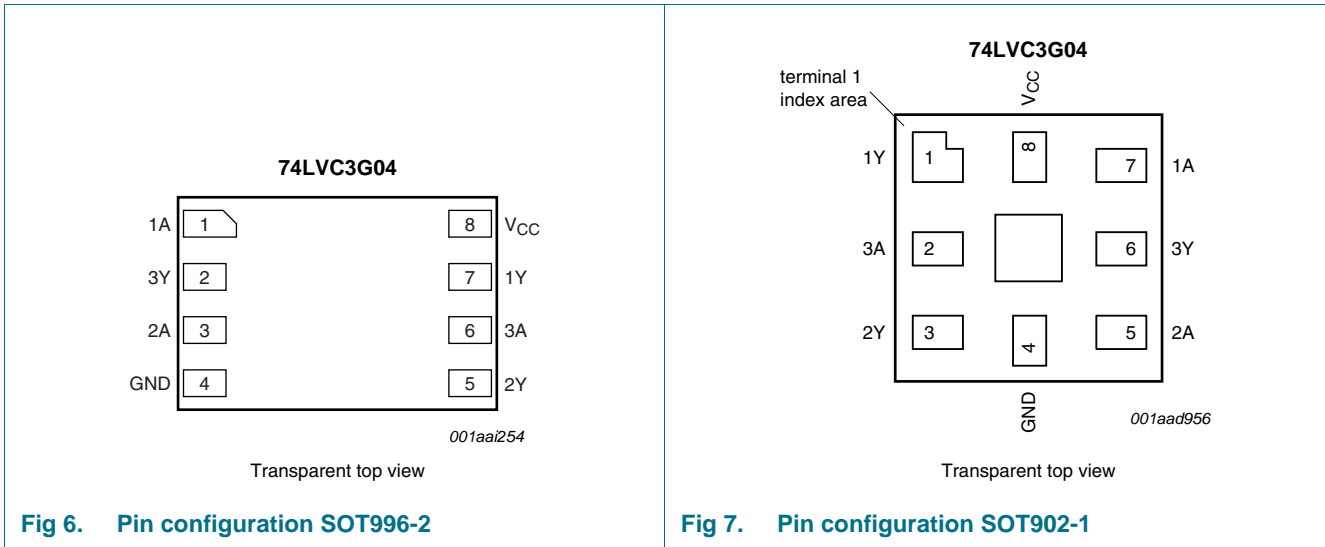 74LVC3G04
1A 1 8 VCC
3Y 2 7 1Y
2A 3 6 3A
GND 4 5 2Y
001aai254
Transparent top view
Fig 6. Pin configuration SOT996-2
74LVC3G04
terminal 1
index area
VCC
1Y 1 8 7 1A
3A 2 6 3Y
2Y 3 4 5 2A
GND
001aad956
Transparent top view
Fig 7. Pin configuration SOT902-1